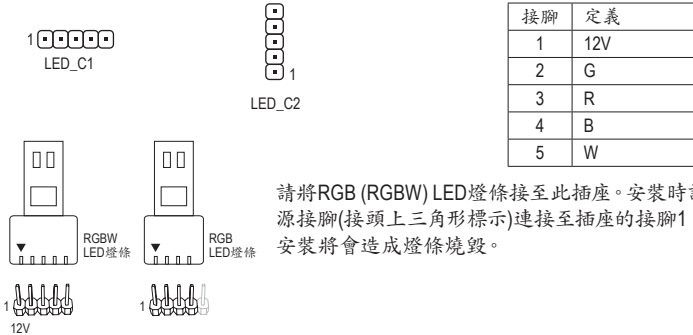 1
LED_C1
1
LED_C2
接腳 定義
1 12V
2 G
3 R
4 B
5 W
請將RGB (RGBW) LED燈條接至此插座。安裝時
源接腳(接頭上三角形標示)連接至插座的接腳1
安裝將會造成燈條燒毀。
RGBW
LED燈條
RGB
LED燈條
1
12V
1